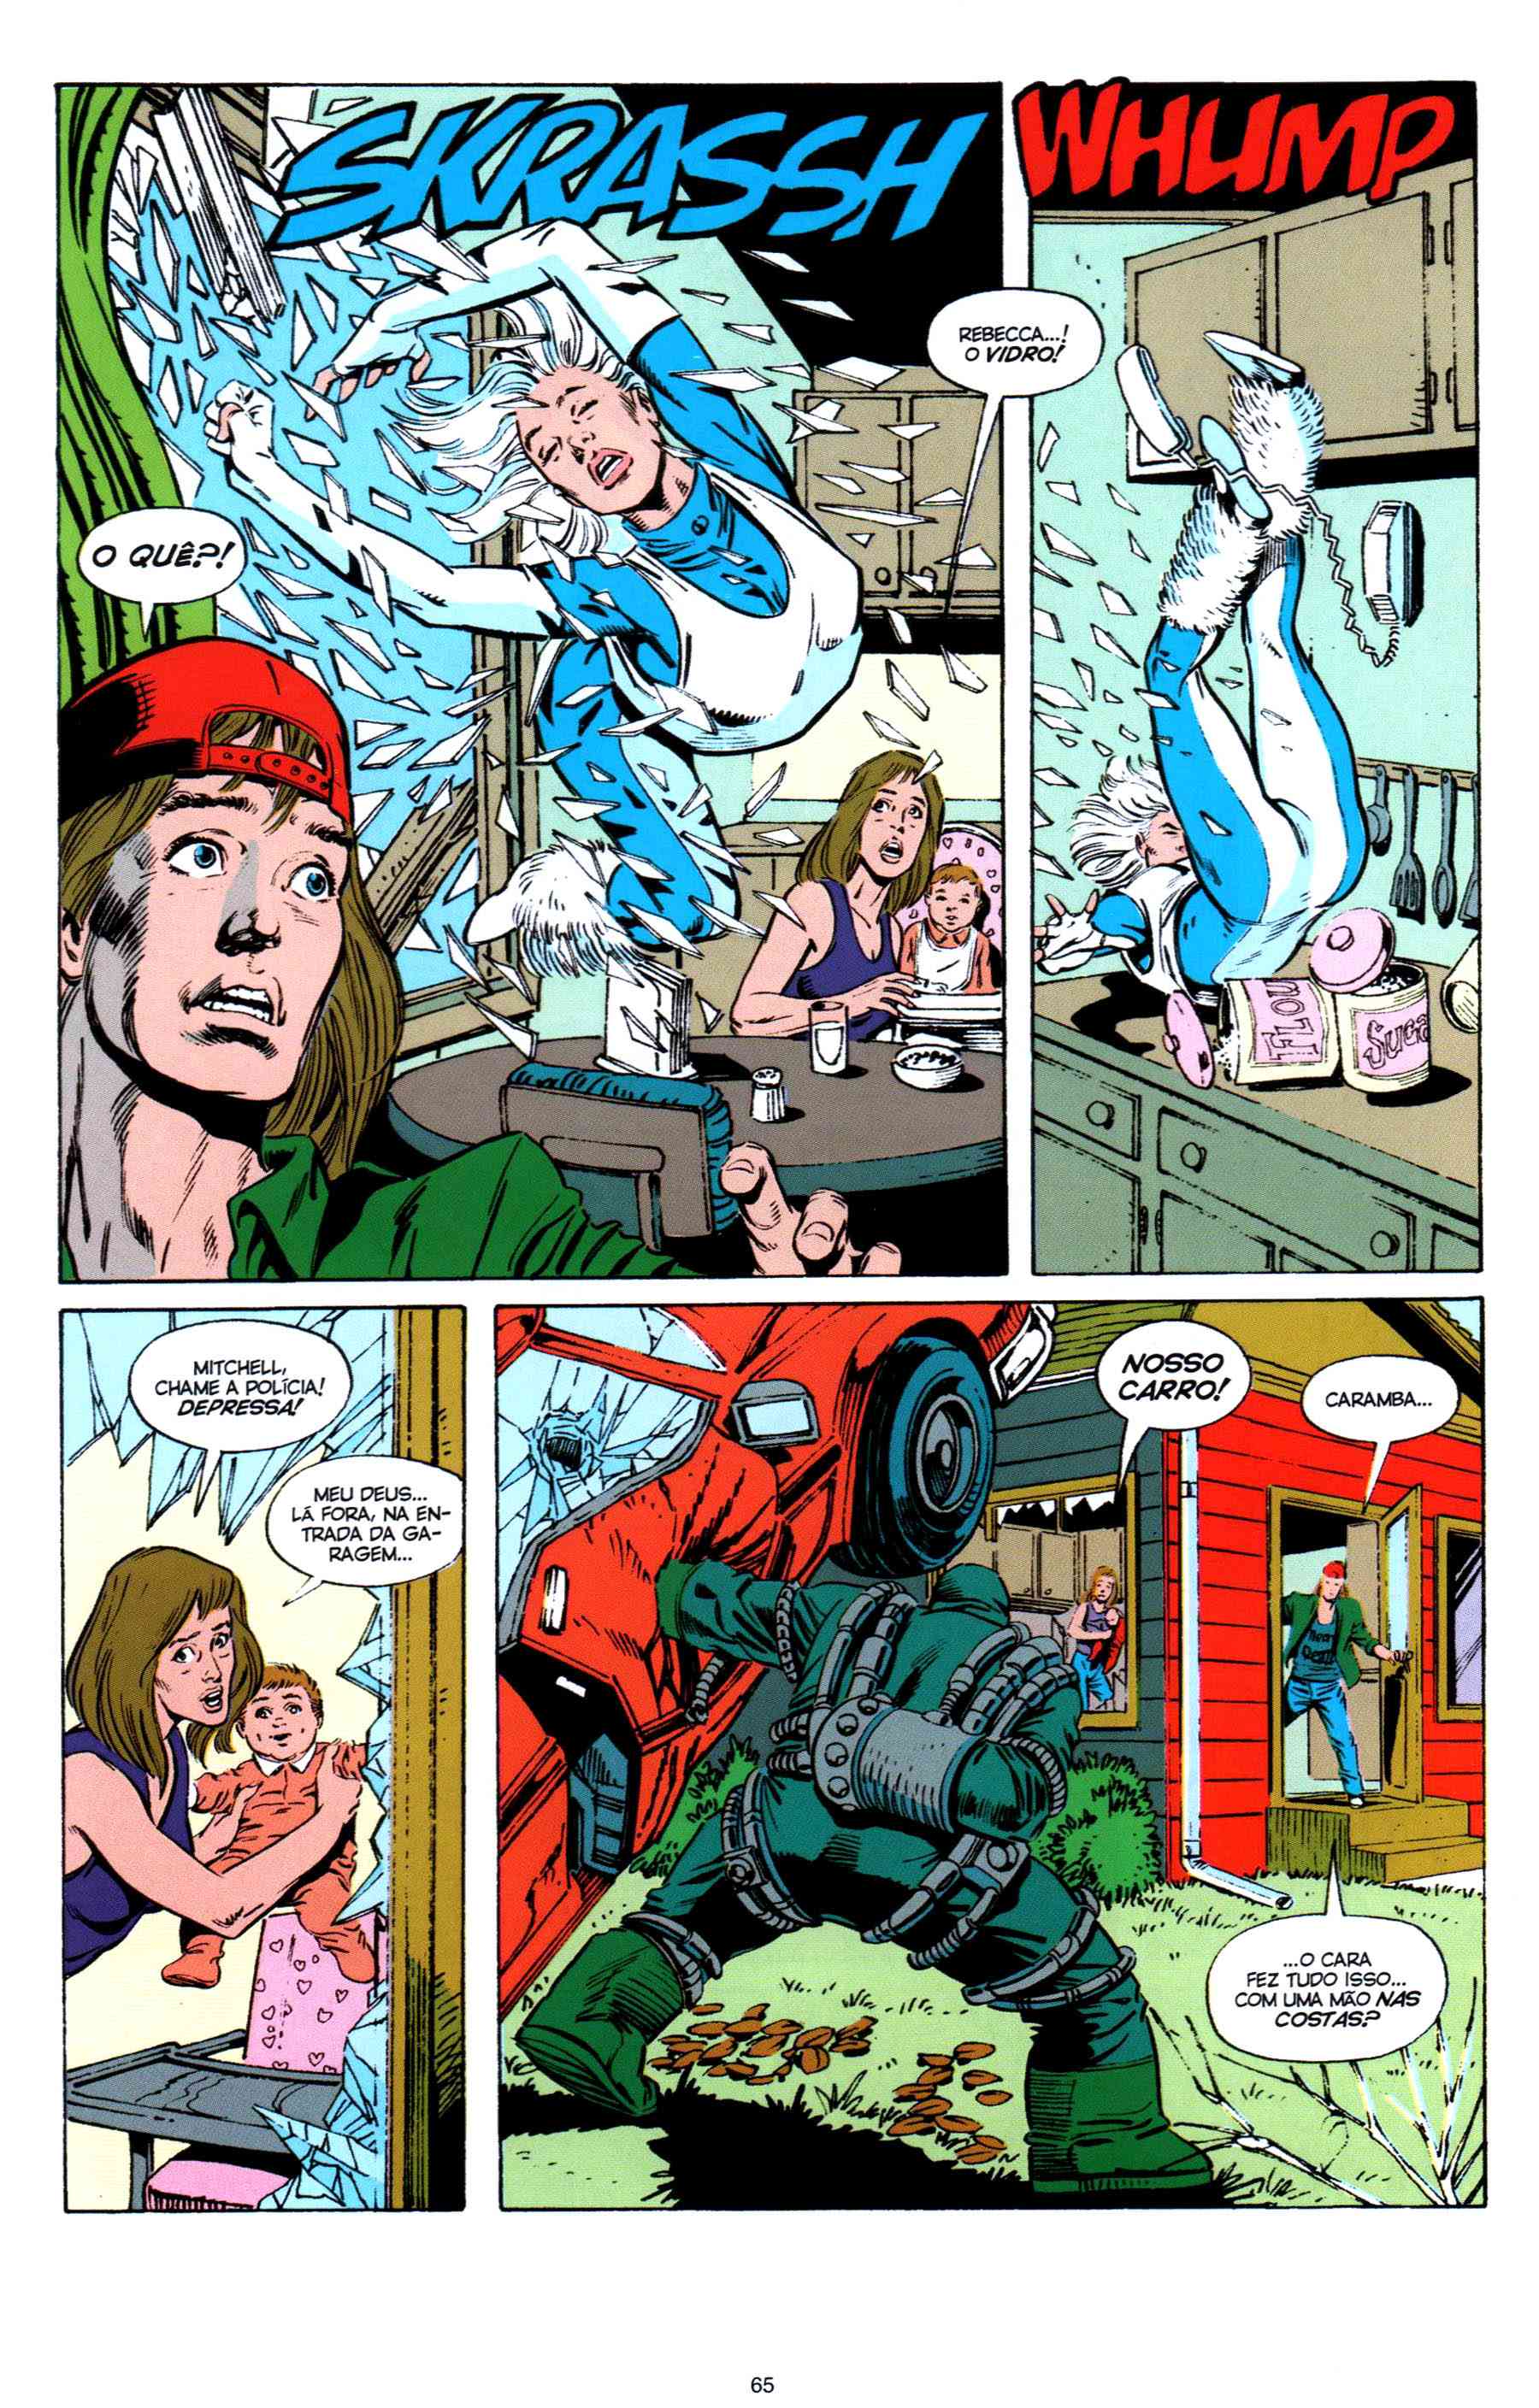 SKRASSH
O QUÊ?!
REBECCA...!
O VIDRO!
WHUMP
FLOU
SUGA
MITCHELL,
CHAME A POLÍCIA!
DEPRESSA!
MEU DEUS...
LÁ FORA, NA EN-
TRADA DA GA-
RAGEM...
NOSSO
CARRO!
CARAMBA...
...O CARA
FEZ TUDO ISSO...
COM UMA MÃO NAS
COSTAS?
65